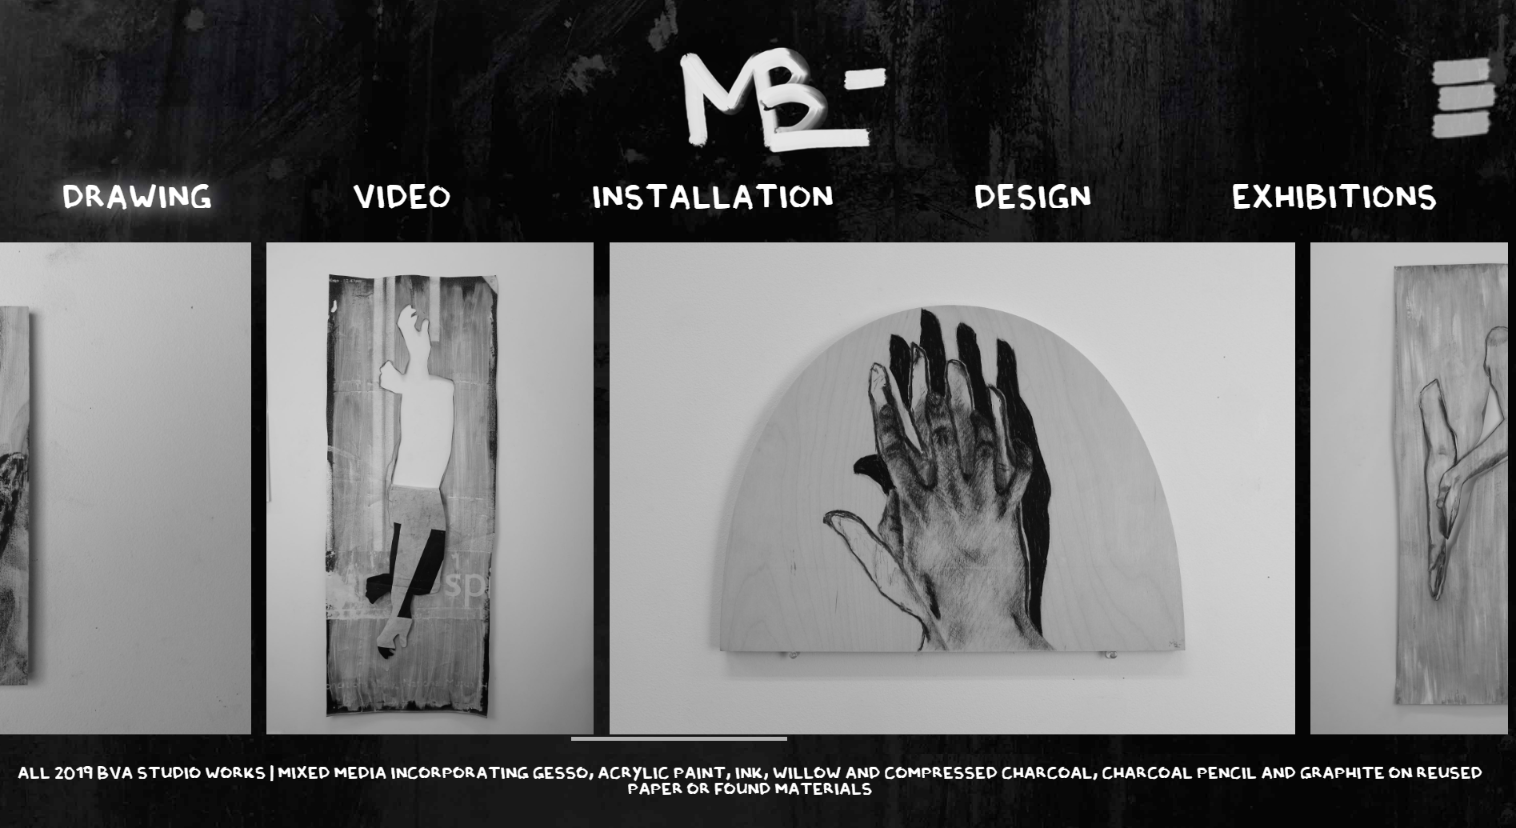 MB-
DRAWING
VIDEO
INSTALLATION
DESIGN
EXHIBITIONS
sp
ALL 2019 BVA STUDIO WORKS | MIXED MEDIA INCORPORATING GESSO, ACRYLIC PAINT, INK, WILLOW AND COMPRESSED CHARCOAL, CHARCOAL PENCIL AND GRAPHITE ON REUSED
PAPER OR FOUND MATERIALS